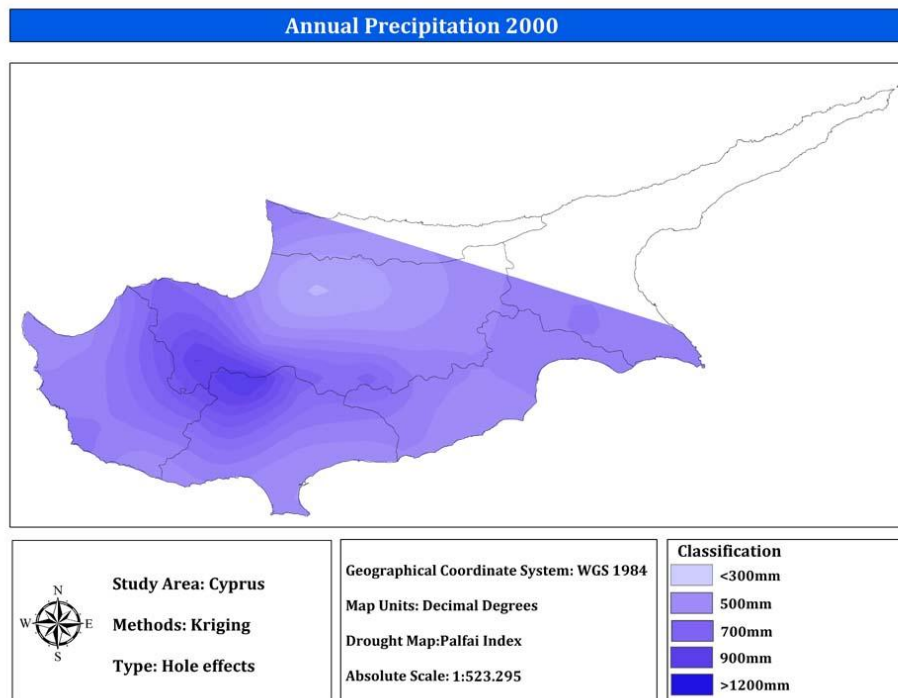 Annual Precipitation 2000
N
W
E
S
Study Area: Cyprus
Methods: Kriging
Type: Hole effects
Geographical Coordinate System: WGS 1984
Map Units: Decimal Degrees
Drought Map:Palfai Index
Absolute Scale: 1:523.295
Classification
<300mm
500mm
700mm
900mm
>1200mm